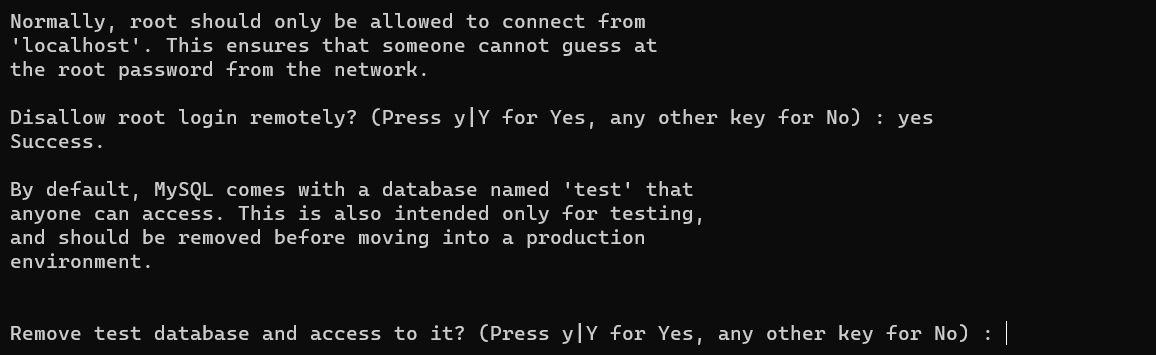 Normally, root should only be allowed to connect from
'localhost'. This ensures that someone cannot guess at
the root password from the network.
Disallow root login remotely? (Press y|Y for Yes, any other key for No) : yes
Success.
By default, MySQL comes with a database named 'test' that
anyone can access. This is also intended only for testing,
and should be removed before moving into a production
environment.
Remove test database and access to it? (Press y|Y for Yes, any other key for No) :